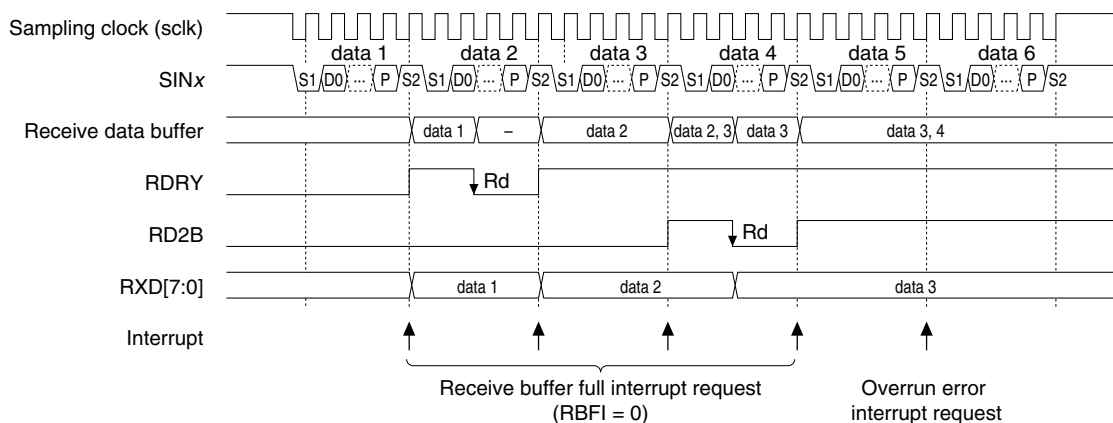 Sampling clock (sclk)
data 1 data 2 data 3 data 4 data 5 data 6
SINx
S1 D0 ... P S2 S1 D0 ... P S2 S1 D0 ... P S2 S1 D0 ... P S2 S1 D0 ... P S2 S1 D0 ... P S2
Receive data buffer
data 1 – data 2 data 2, 3 data 3 data 3, 4
RDRY
Rd
RD2B
Rd
RXD[7:0]
data 1 data 2 data 3
Interrupt
Receive buffer full interrupt request
(RBFI = 0)
Overrun error
interrupt request